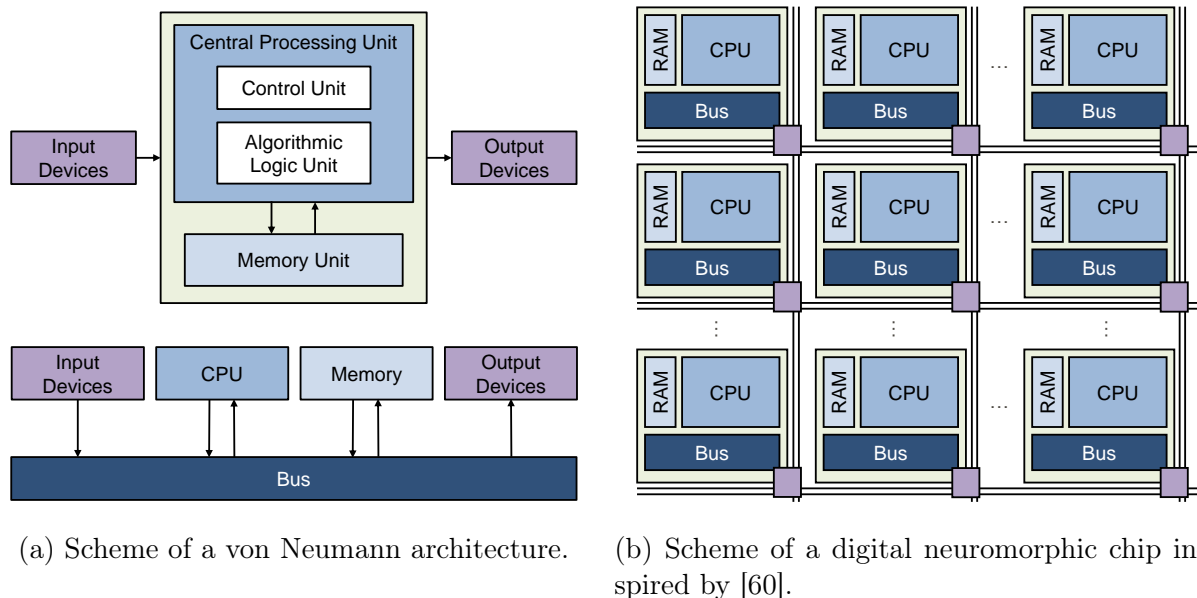 Central Processing Unit
Control Unit
Algorithmic
Logic Unit
Input
Devices
Output
Devices
Memory Unit
Input
Devices
CPU
Memory
Output
Devices
Bus
(a) Scheme of a von Neumann architecture.
RAM CPU RAM CPU ... RAM CPU
Bus Bus Bus
RAM CPU RAM CPU ... RAM CPU
Bus Bus Bus
⋮ ⋮ ⋮
RAM CPU RAM CPU ... RAM CPU
Bus Bus Bus
(b) Scheme of a digital neuromorphic chip in
spired by [60].